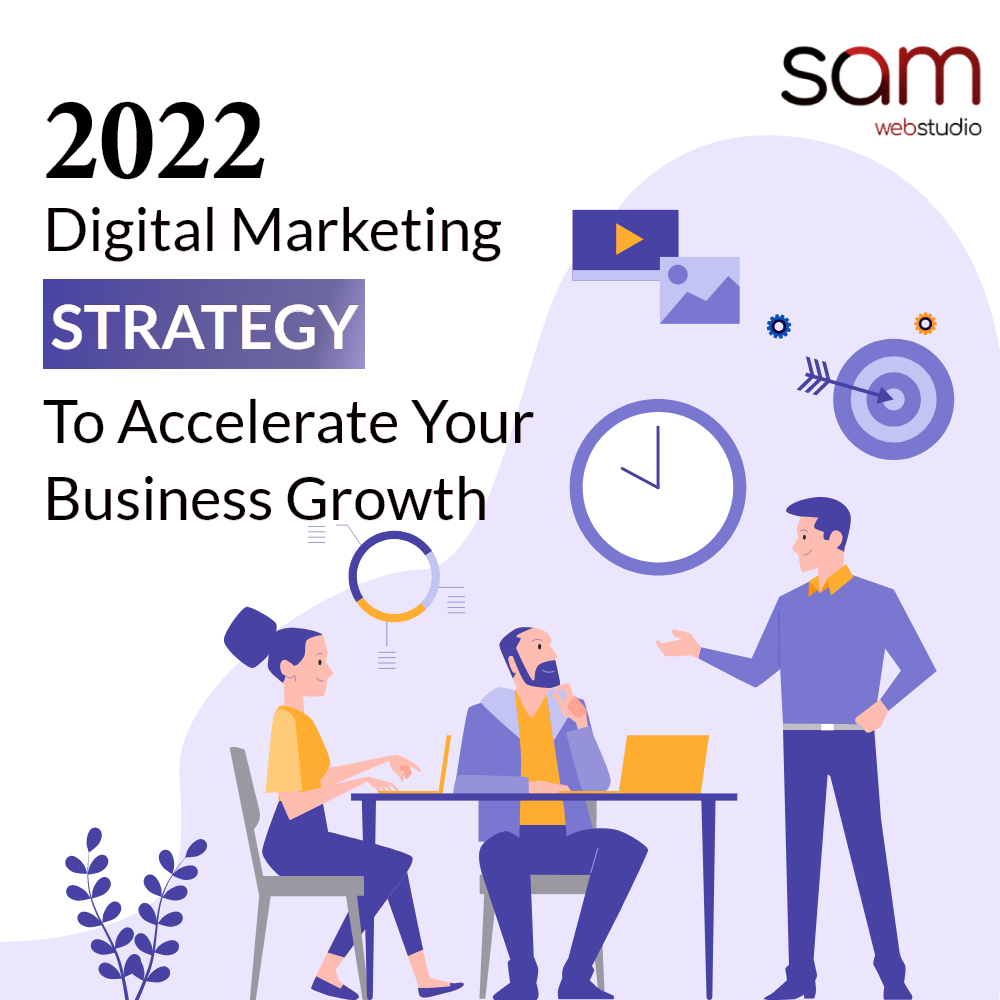 sam
webstudio
2022
Digital Marketing
STRATEGY
To Accelerate Your
Business Growth